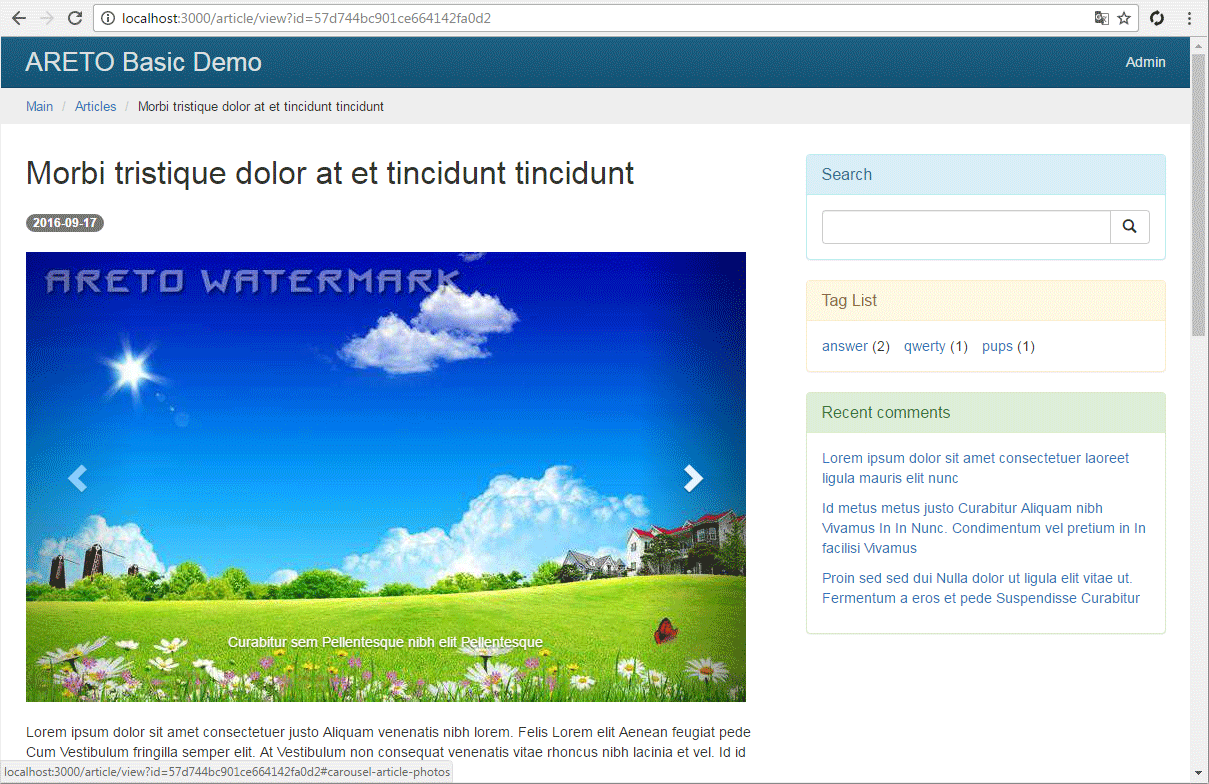 localhost:3000/article/view?id=57d744bc901ce664142fa0d2
ARETO Basic Demo
Admin
Main / Articles / Morbi tristique dolor at et tincidunt tincidunt
Morbi tristique dolor at et tincidunt tincidunt
2016-09-17
ARETO WATERMARK
Curabitur sem Pellentesque nibh elit Pellentesque
Lorem ipsum dolor sit amet consectetuer justo Aliquam venenatis nibh lorem. Felis Lorem elit Aenean feugiat pede
Cum Vestibulum fringilla semper elit. At Vestibulum non consequat venenatis vitae rhoncus nibh lacinia et vel. Id id
Search
Tag List
answer (2) qwerty (1) pups (1)
Recent comments
Lorem ipsum dolor sit amet consectetuer laoreet
ligula mauris elit nunc
Id metus metus justo Curabitur Aliquam nibh
Vivamus In In Nunc. Condimentum vel pretium in In
facilisi Vivamus
Proin sed sed dui Nulla dolor ut ligula elit vitae ut.
Fermentum a eros et pede Suspendisse Curabitur
localhost:3000/article/view?id=57d744bc901ce664142fa0d2#carousel-article-photos